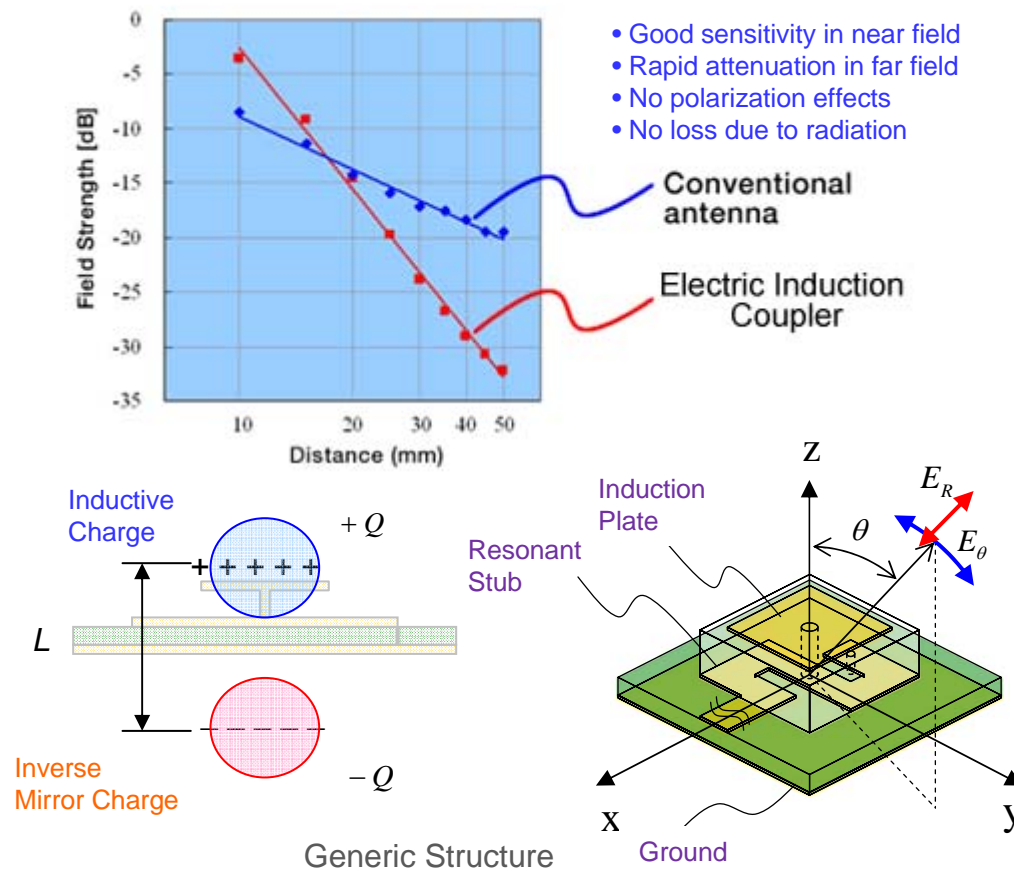 0
-5
-10
-15
-20
-25
-30
-35
Field Strength [dB]
10
20
30
40
50
Distance (mm)
• Good sensitivity in near field
• Rapid attenuation in far field
• No polarization effects
• No loss due to radiation
Conventional
antenna
Electric Induction
Coupler
Inductive
Charge
+ Q
+ + + + +
L
− Q
Inverse
Mirror Charge
Induction
Plate
Resonant
Stub
z
θ
E_R
E_θ
x
y
Ground
Generic Structure